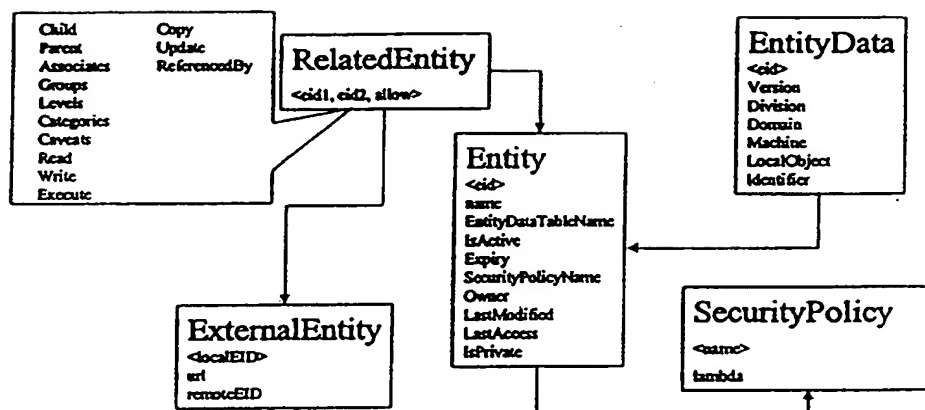 Child
Parent
Associates
Groups
Levels
Categories
Caveats
Read
Write
Execute
Copy
Update
ReferencedBy
RelatedEntity
<eid1, eid2, allow>
EntityData
<eid>
Version
Division
Domain
Machine
LocalObject
Identifier
Entity
<eid>
name
EntityDataTableName
IsActive
Expiry
SecurityPolicyName
Owner
LastModified
LastAccess
IsPrivate
ExternalEntity
<localEID>
url
remoteEID
SecurityPolicy
<name>
lambda